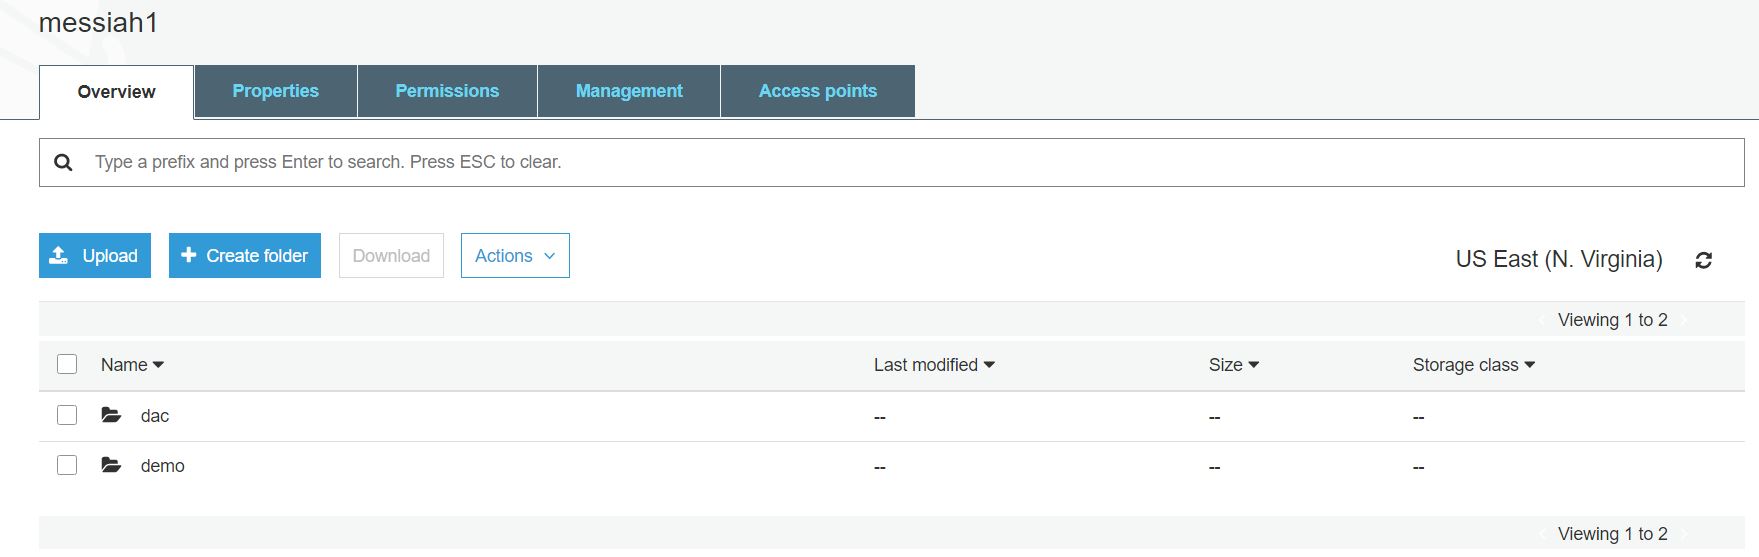 messiah1
Overview Properties Permissions Management Access points
Type a prefix and press Enter to search. Press ESC to clear.
Upload Create folder Download Actions US East (N. Virginia)
Viewing 1 to 2
Name Last modified Size Storage class
dac -- -- --
demo -- -- --
Viewing 1 to 2